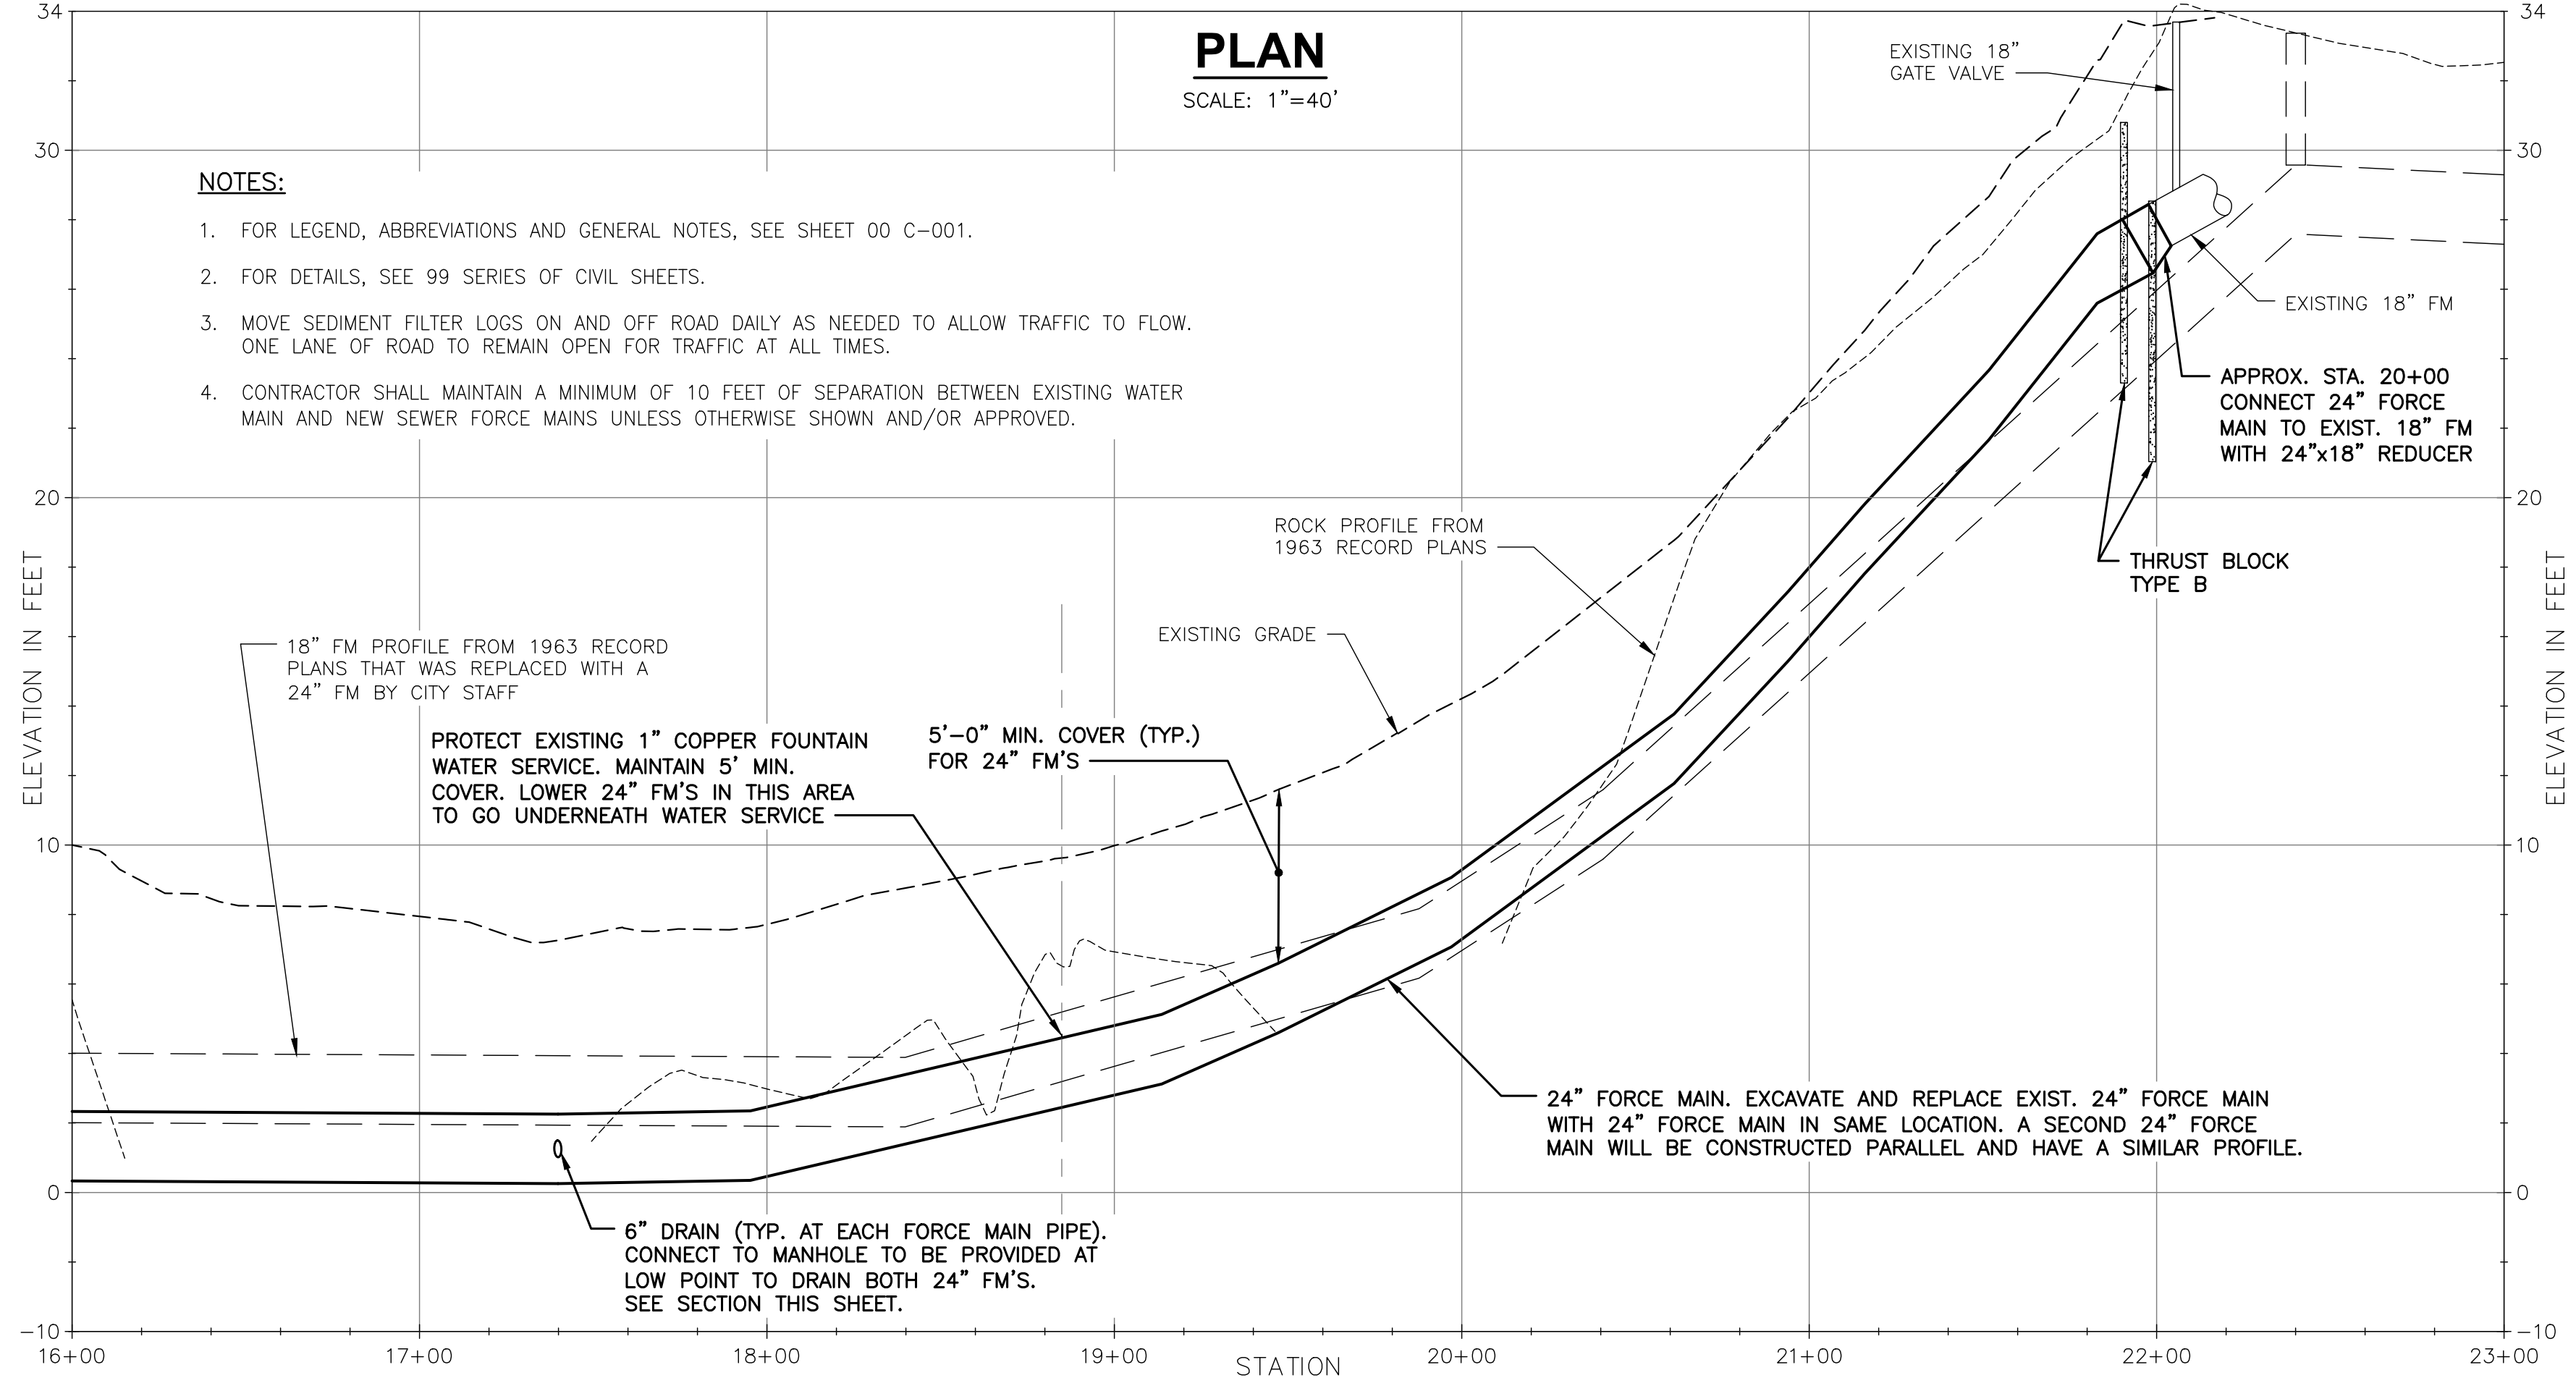 34
34
PLAN
SCALE: 1”=40’
EXISTING 18”
GATE VALVE
30
30
NOTES:
1. FOR LEGEND, ABBREVIATIONS AND GENERAL NOTES, SEE SHEET 00 C-001.
2. FOR DETAILS, SEE 99 SERIES OF CIVIL SHEETS.
3. MOVE SEDIMENT FILTER LOGS ON AND OFF ROAD DAILY AS NEEDED TO ALLOW TRAFFIC TO FLOW.
ONE LANE OF ROAD TO REMAIN OPEN FOR TRAFFIC AT ALL TIMES.
4. CONTRACTOR SHALL MAINTAIN A MINIMUM OF 10 FEET OF SEPARATION BETWEEN EXISTING WATER
MAIN AND NEW SEWER FORCE MAINS UNLESS OTHERWISE SHOWN AND/OR APPROVED.
EXISTING 18” FM
APPROX. STA. 20+00
CONNECT 24” FORCE
MAIN TO EXIST. 18” FM
WITH 24”x18” REDUCER
20
20
ROCK PROFILE FROM
1963 RECORD PLANS
THRUST BLOCK
TYPE B
ELEVATION IN FEET
ELEVATION IN FEET
EXISTING GRADE
18” FM PROFILE FROM 1963 RECORD
PLANS THAT WAS REPLACED WITH A
24” FM BY CITY STAFF
PROTECT EXISTING 1” COPPER FOUNTAIN
WATER SERVICE. MAINTAIN 5’ MIN.
COVER. LOWER 24” FM’S IN THIS AREA
TO GO UNDERNEATH WATER SERVICE
5’-0” MIN. COVER (TYP.)
FOR 24” FM’S
10
10
24” FORCE MAIN. EXCAVATE AND REPLACE EXIST. 24” FORCE MAIN
WITH 24” FORCE MAIN IN SAME LOCATION. A SECOND 24” FORCE
MAIN WILL BE CONSTRUCTED PARALLEL AND HAVE A SIMILAR PROFILE.
0
0
6” DRAIN (TYP. AT EACH FORCE MAIN PIPE).
CONNECT TO MANHOLE TO BE PROVIDED AT
LOW POINT TO DRAIN BOTH 24” FM’S.
SEE SECTION THIS SHEET.
-10
-10
16+00
17+00
18+00
19+00
STATION
20+00
21+00
22+00
23+00